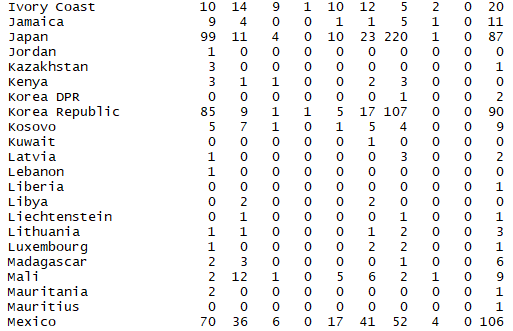 Ivory Coast 10 14 9 1 10 12 5 2 0 20
Jamaica 9 4 0 0 1 1 5 1 0 11
Japan 99 11 4 0 10 23 220 1 0 87
Jordan 1 0 0 0 0 0 0 0 0 0
Kazakhstan 3 0 0 0 0 0 0 0 0 1
Kenya 3 1 1 0 0 2 3 0 0 0
Korea DPR 0 0 0 0 0 0 1 0 0 2
Korea Republic 85 9 1 1 5 17 107 0 0 90
Kosovo 5 7 1 0 1 5 4 0 0 9
Kuwait 0 0 0 0 0 1 0 0 0 0
Latvia 1 0 0 0 0 0 3 0 0 2
Lebanon 1 0 0 0 0 0 0 0 0 0
Liberia 0 0 0 0 0 0 0 0 0 1
Libya 0 2 0 0 0 2 0 0 0 0
Liechtenstein 0 1 0 0 0 0 1 0 0 1
Lithuania 1 1 0 0 0 1 2 0 0 3
Luxembourg 1 0 0 0 0 2 2 0 0 1
Madagascar 2 3 0 0 0 0 1 0 0 6
Mali 2 12 1 0 5 6 2 1 0 9
Mauritania 2 0 0 0 0 0 0 0 0 1
Mauritius 0 0 0 0 0 0 0 0 0 1
Mexico 70 36 6 0 17 41 52 4 0 106